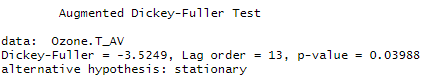 Augmented Dickey-Fuller Test
data:  Ozone.T_AV
Dickey-Fuller = -3.5249, Lag order = 13, p-value = 0.03988
alternative hypothesis: stationary